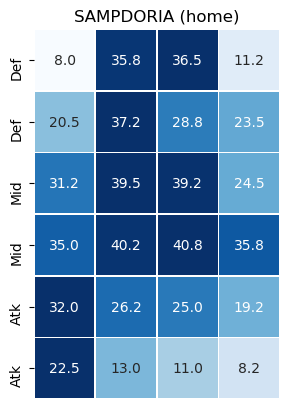 SAMPDORIA (home)
Def 8.0 35.8 36.5 11.2
Def 20.5 37.2 28.8 23.5
Mid 31.2 39.5 39.2 24.5
Mid 35.0 40.2 40.8 35.8
Atk 32.0 26.2 25.0 19.2
Atk 22.5 13.0 11.0 8.2